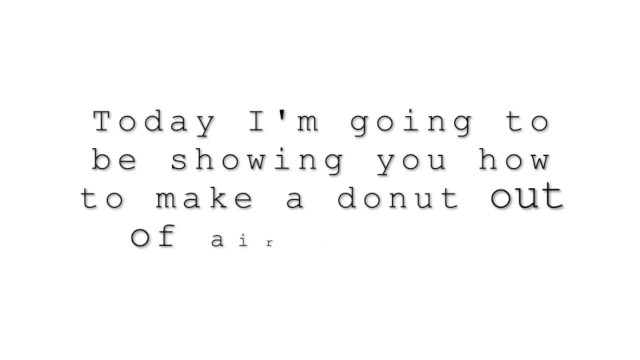 Today I'm going to
be showing you how
to make a donut out
of air